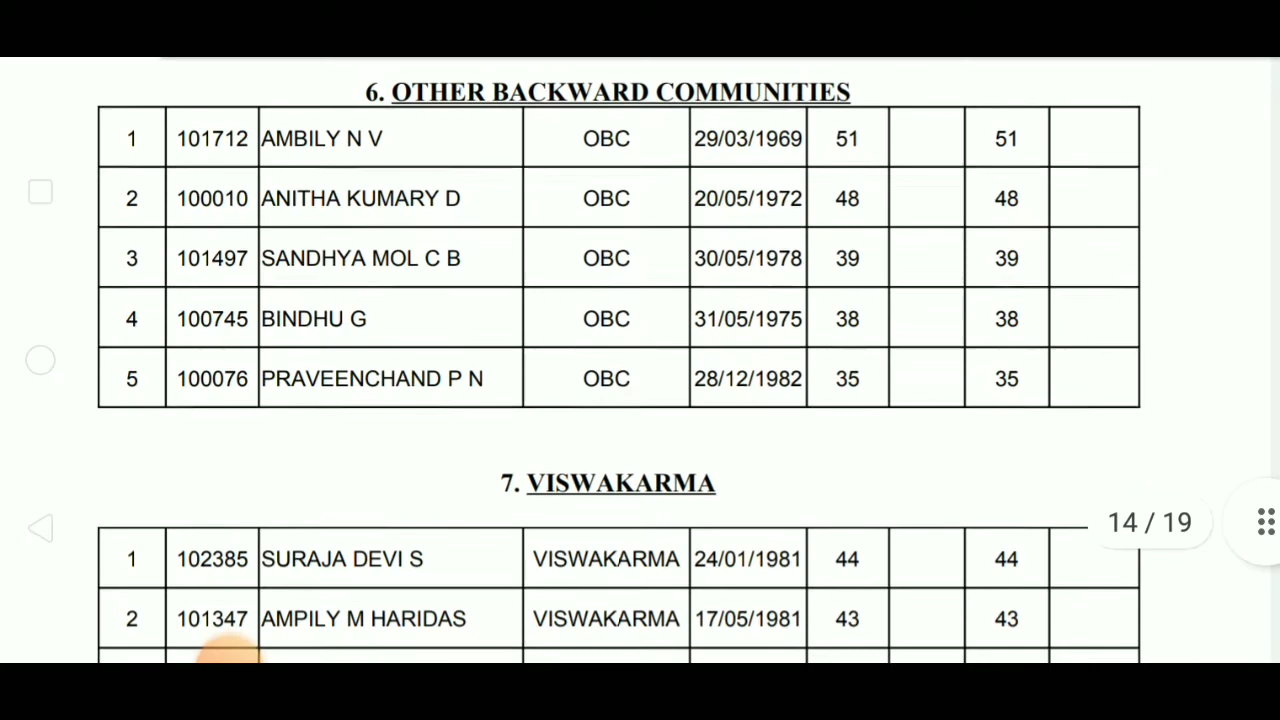 6. OTHER BACKWARD COMMUNITIES
1 101712 AMBILY N V OBC 29/03/1969 51 51
2 100010 ANITHA KUMARY D OBC 20/05/1972 48 48
3 101497 SANDHYA MOL C B OBC 30/05/1978 39 39
4 100745 BINDHU G OBC 31/05/1975 38 38
5 100076 PRAVEENCHAND P N OBC 28/12/1982 35 35
7. VISWAKARMA
14 / 19
1 102385 SURAJA DEVI S VISWAKARMA 24/01/1981 44 44
2 101347 AMPILY M HARIDAS VISWAKARMA 17/05/1981 43 43